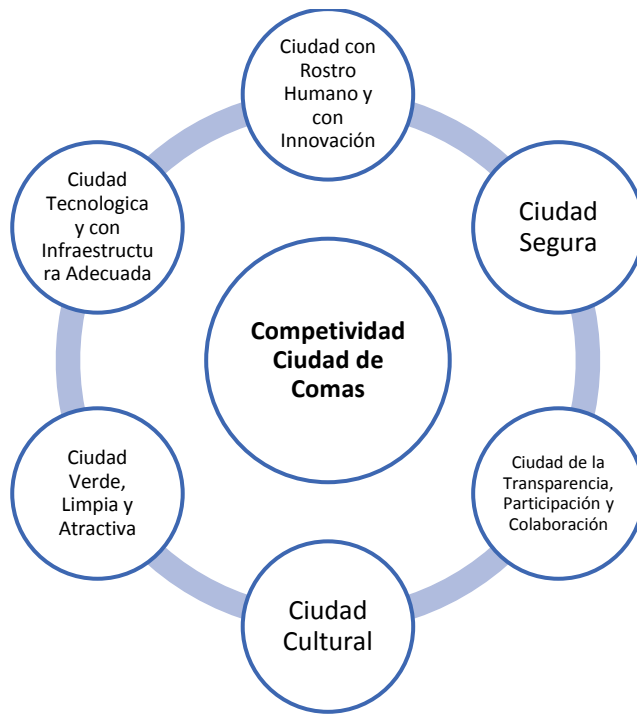 Ciudad con
Rostro
Humano y
con
Innovación
Ciudad
Segura
Ciudad de la
Transparencia,
Participación y
Colaboración
Ciudad
Cultural
Ciudad
Verde,
Limpia y
Atractiva
Ciudad
Tecnologica
y con
Infraestructu
ra Adecuada
Competividad
Ciudad de
Comas